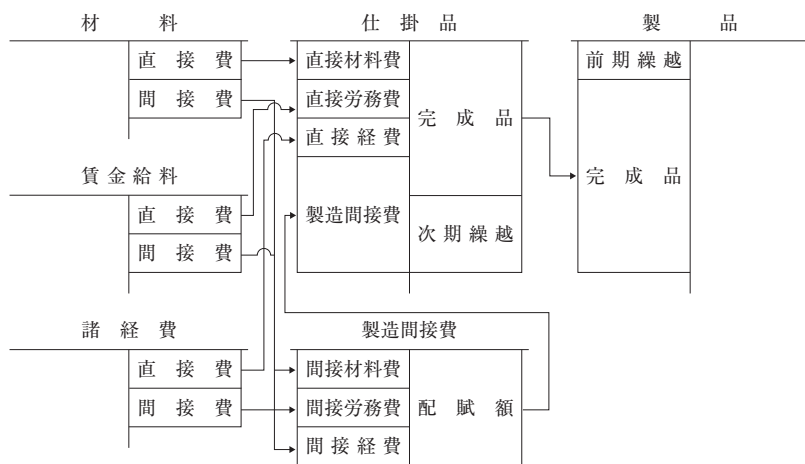 材料
直接費
間接費
賃金給料
直接費
間接費
諸経費
直接費
間接費
仕掛品
直接材料費
直接労務費
直接経費
製造間接費
完成品
次期繰越
製造間接費
間接材料費
間接労務費
間接経費
配賦額
製品
前期繰越
完成品